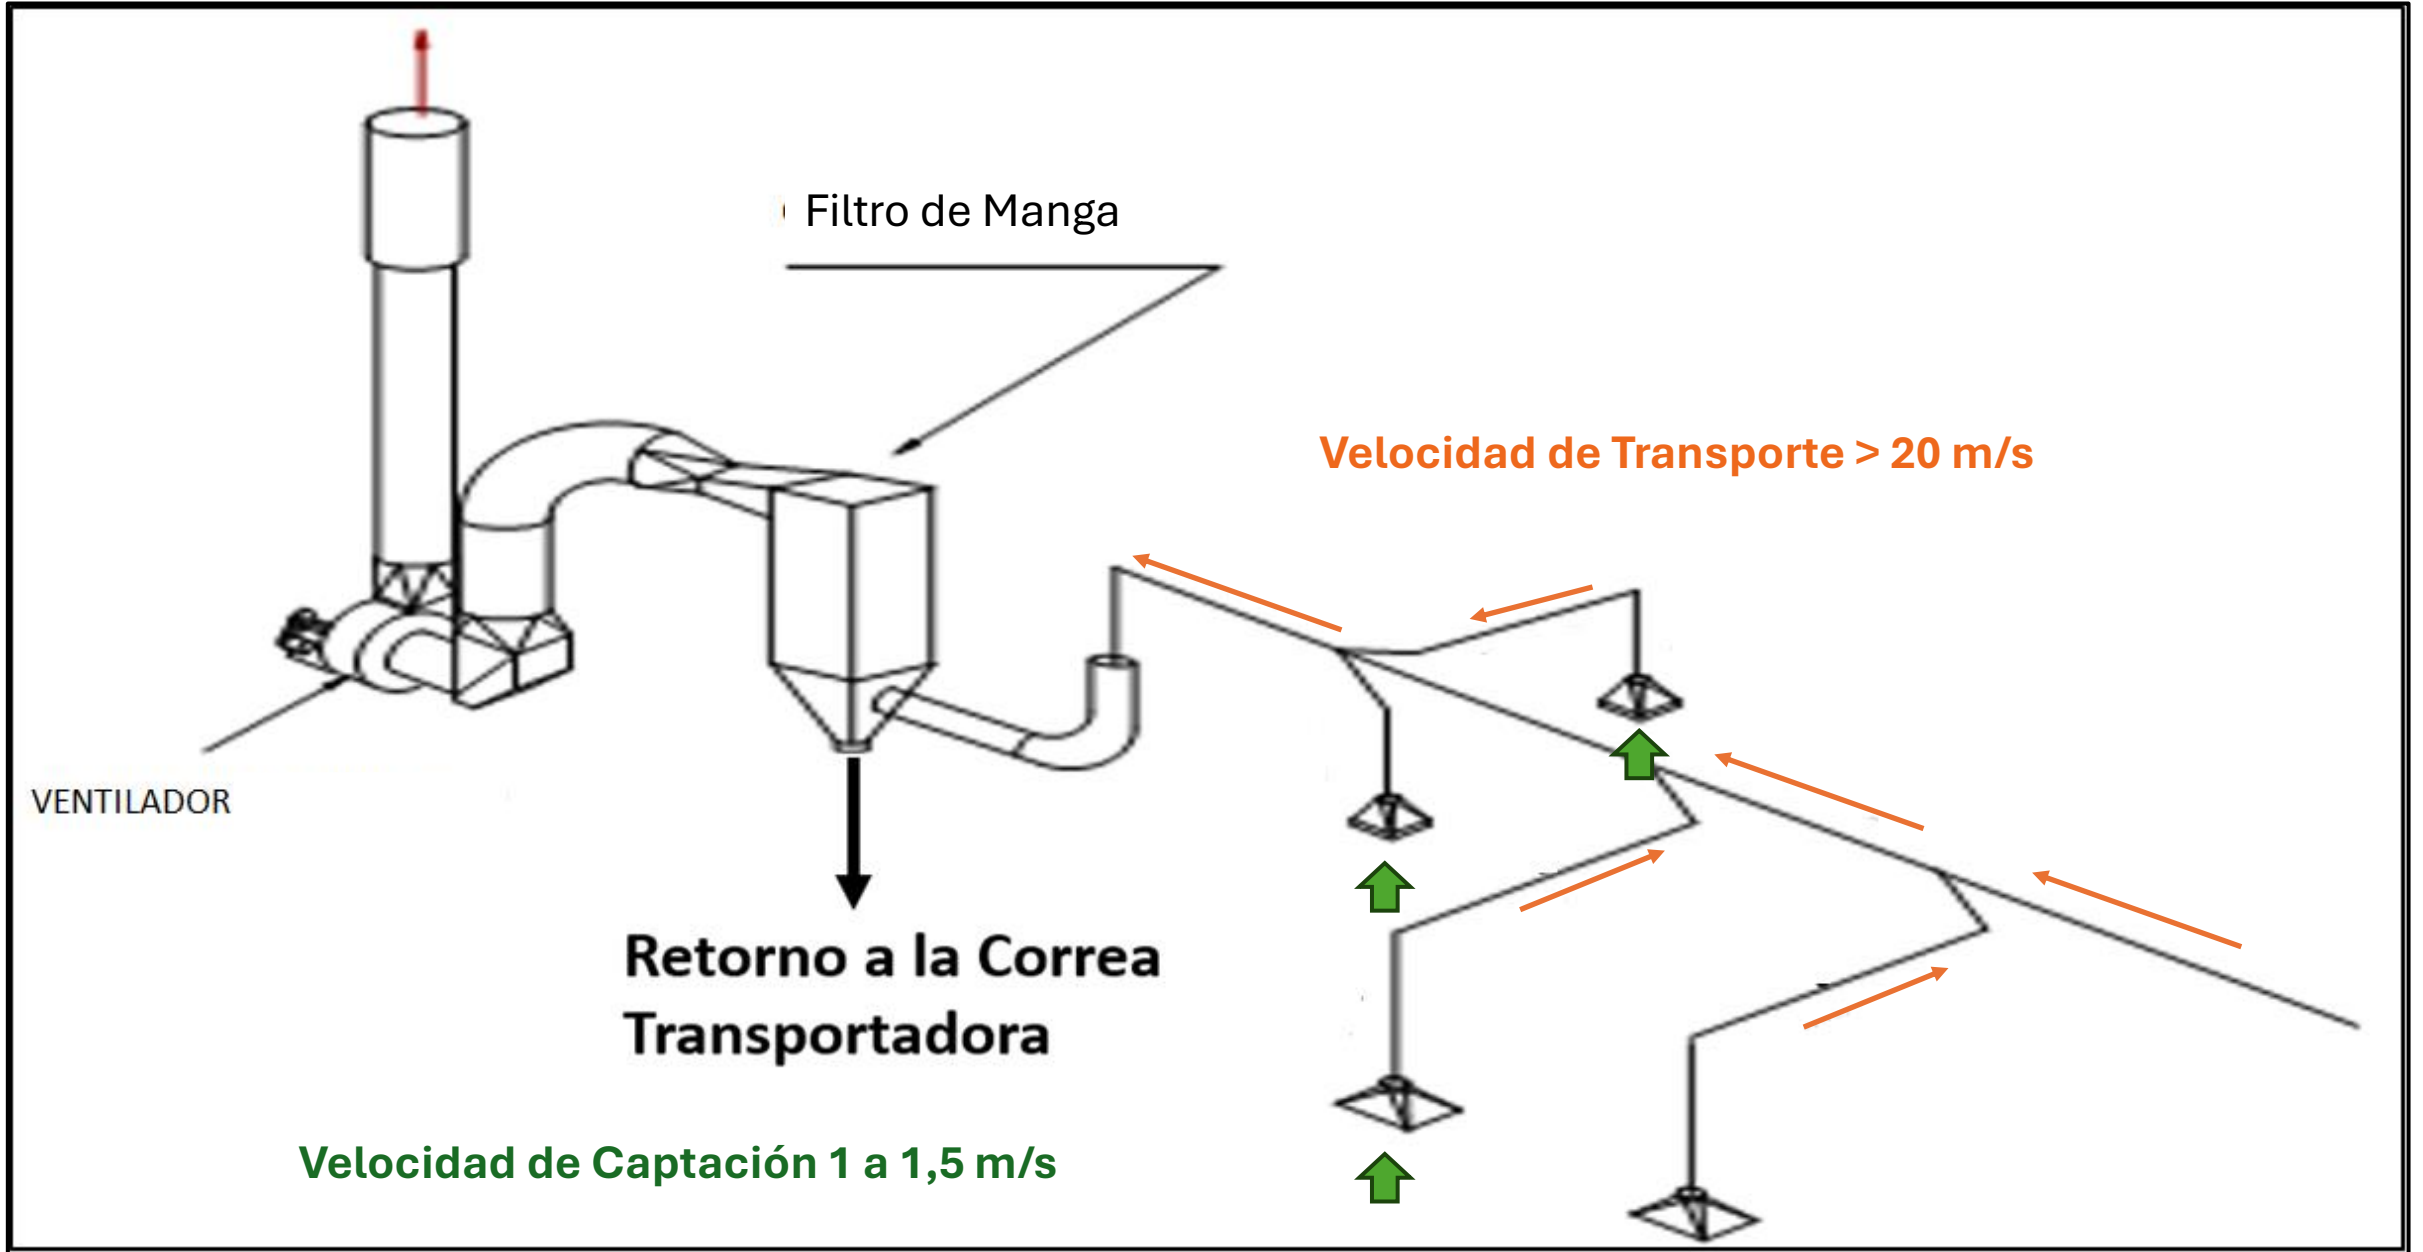 Filtro de Manga
Velocidad de Transporte > 20 m/s
VENTILADOR
Retorno a la Correa
Transportadora
Velocidad de Captación 1 a 1,5 m/s